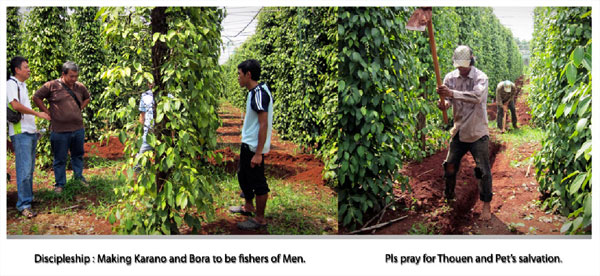 Discipleship : Making Karano and Bora to be fishers of Men.
Pls pray for Thouen and Pet's salvation.